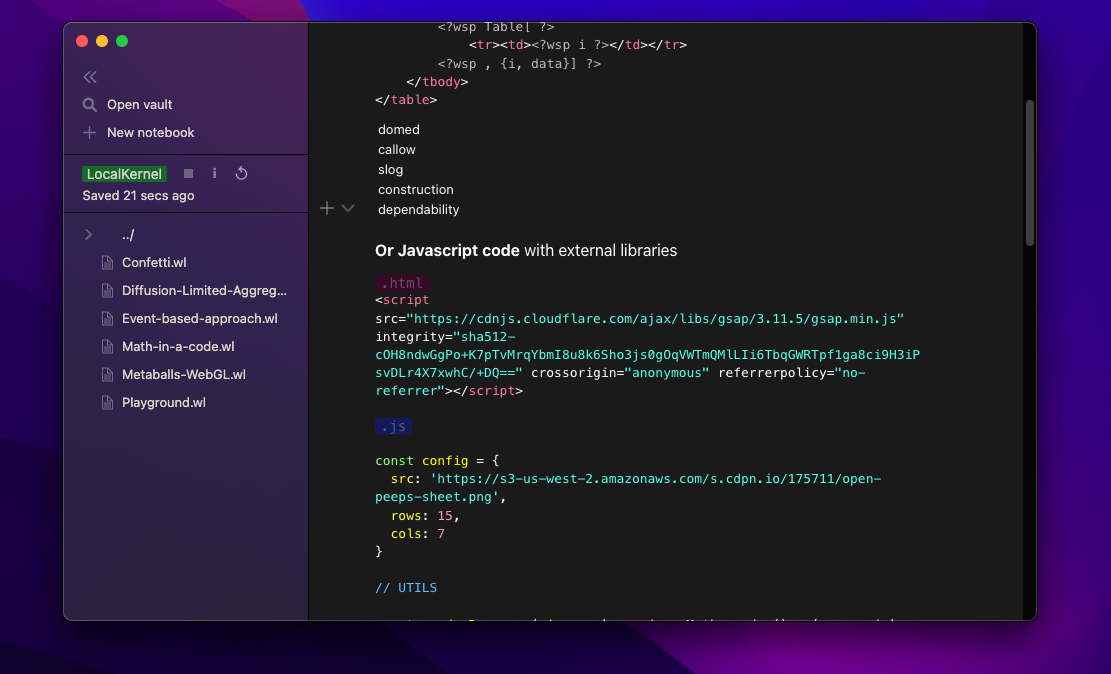 Open vault
New notebook
LocalKernel
Saved 21 secs ago
../
Confetti.wl
Diffusion-Limited-Aggreg...
Event-based-approach.wl
Math-in-a-code.wl
Metaballs-WebGL.wl
Playground.wl
<?wsp Table[ ?>
<tr><td><?wsp i ?></td></tr>
<?wsp , {i, data}] ?>
</tbody>
</table>
domed
callow
slog
construction
dependability
Or Javascript code with external libraries
.html
<script
src="https://cdnjs.cloudflare.com/ajax/libs/gsap/3.11.5/gsap.min.js"
integrity="sha512-
cOH8ndwGgPo+K7pTvMrqYbmI8u8k6Sho3js0gOqVWTmQMlLIi6TbqGWRTpf1ga8ci9H3iP
svDLr4X7xwhC/+DQ==" crossorigin="anonymous" referrerpolicy="no-
referrer"></script>
.js
const config = {
src: 'https://s3-us-west-2.amazonaws.com/s.cdpn.io/175711/open-
peeps-sheet.png',
rows: 15,
cols: 7
}
// UTILS